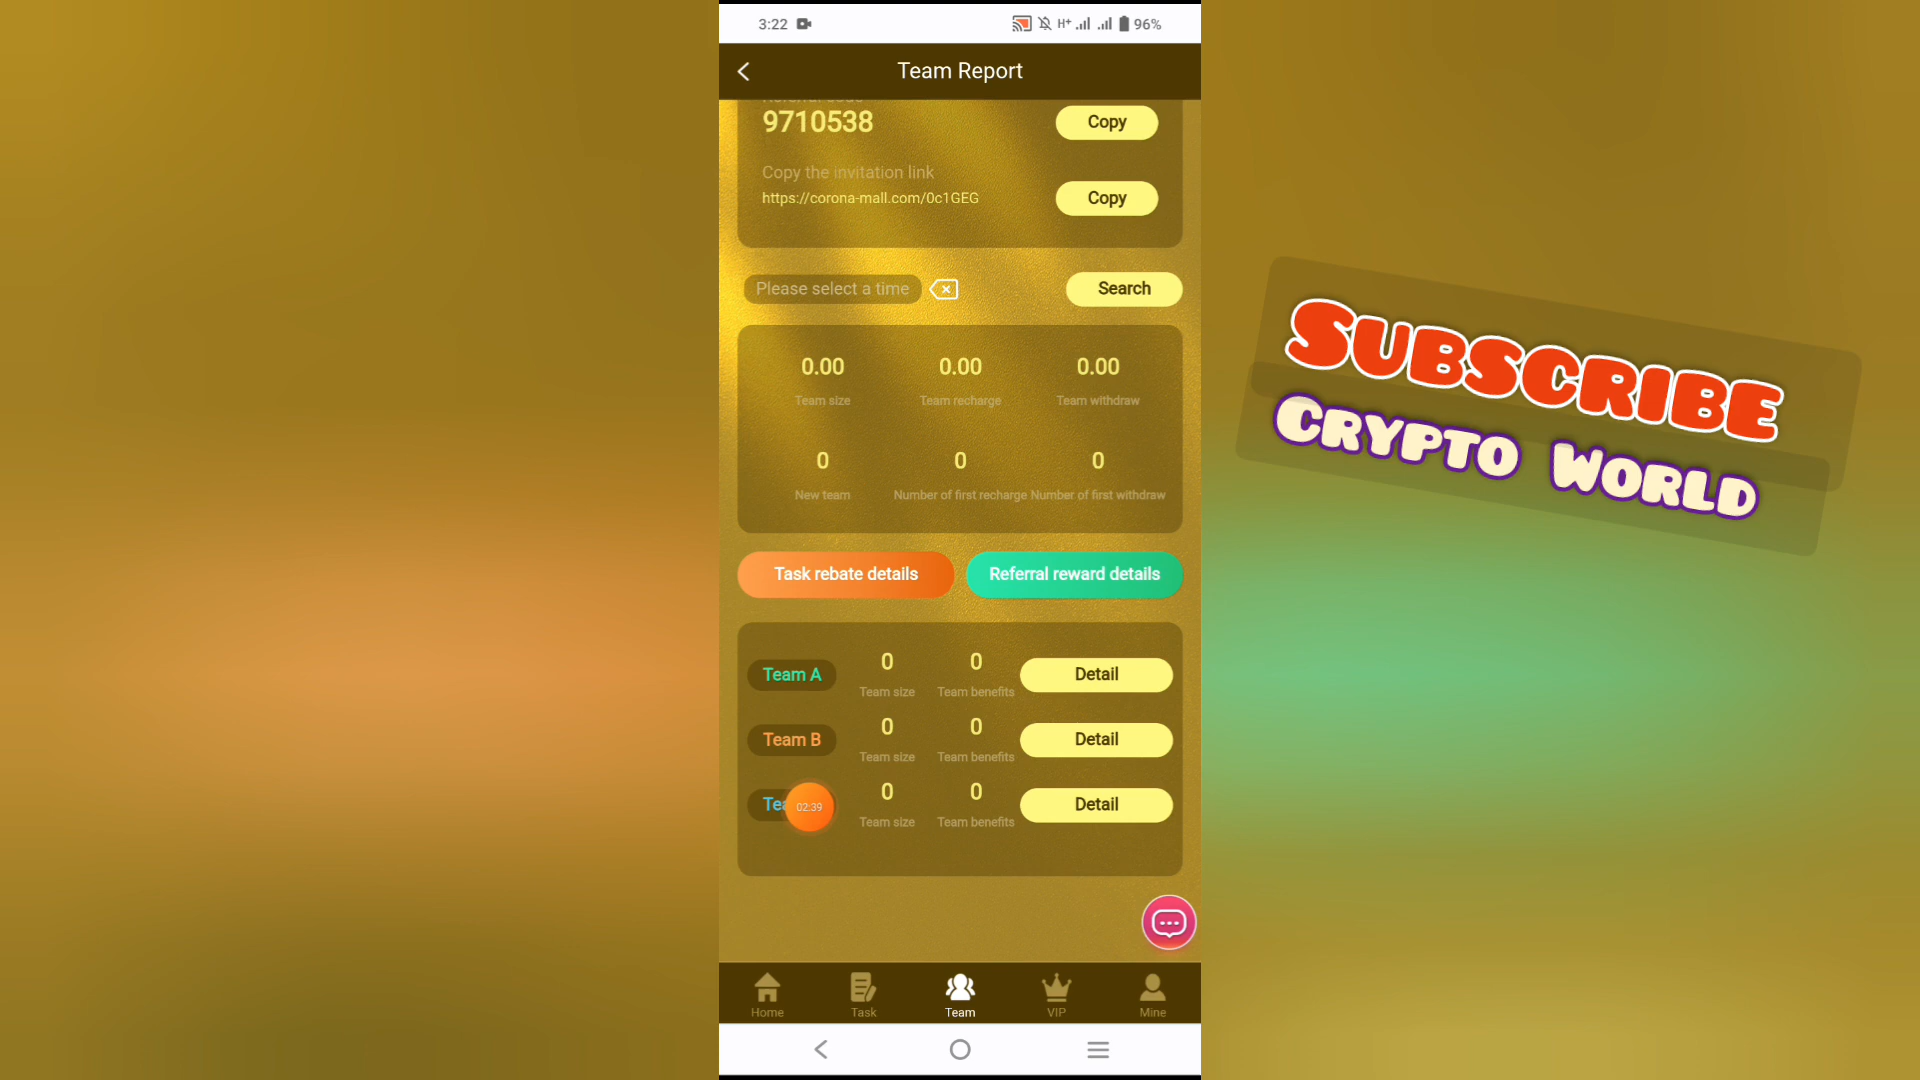 3:22
H+
96%
Team Report
9710538
Copy
Copy the invitation link
https://corona-mall.com/0c1GEG
Copy
Please select a time
Search
0.00
0.00
0.00
Team size
Team recharge
Team withdraw
0
0
0
New team
Number of first recharge
Number of first withdraw
Task rebate details
Referral reward details
Team A
0
Team size
0
Team benefits
Detail
Team B
0
Team size
0
Team benefits
Detail
02:39
0
Team size
0
Team benefits
Detail
Home
Task
Team
VIP
Mine
Subscribe
Crypto World